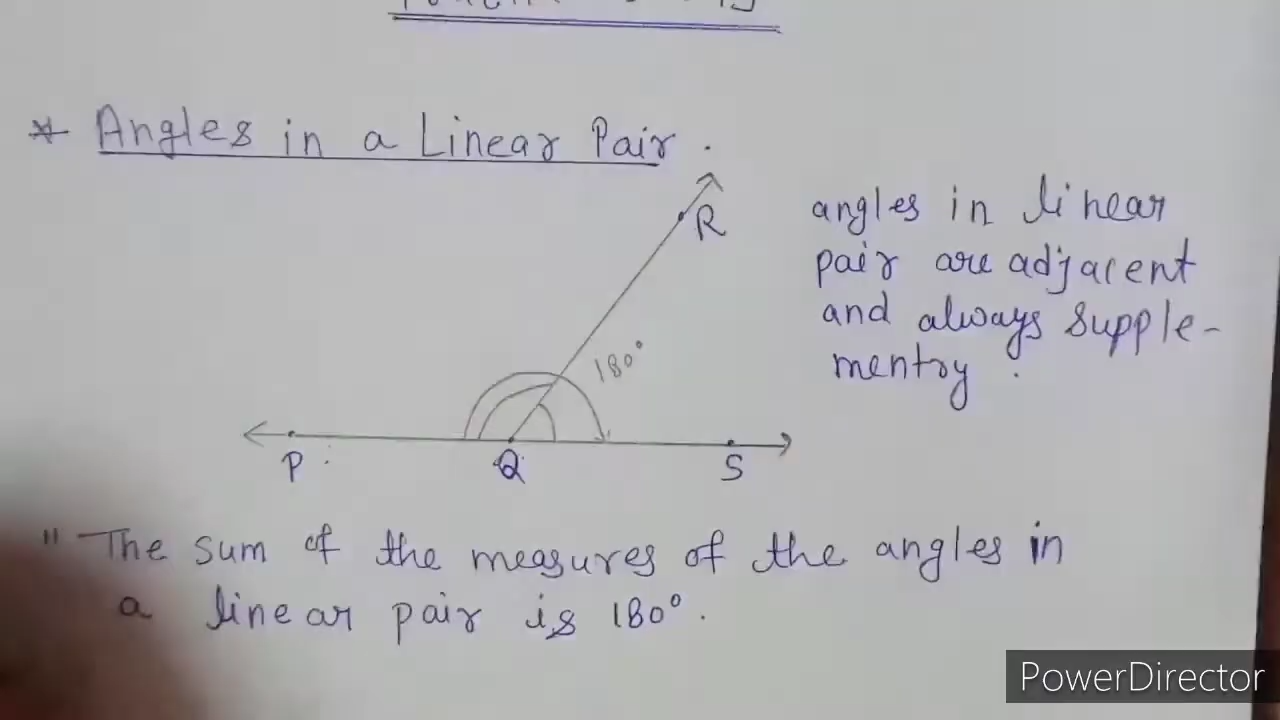 * Angles in a Linear Pair.
R
180°
angles in linear
pair are adjacent
and always supple-
mentry.
P Q S
" The sum of the measures of the angles in
a linear pair is 180°.
PowerDirector